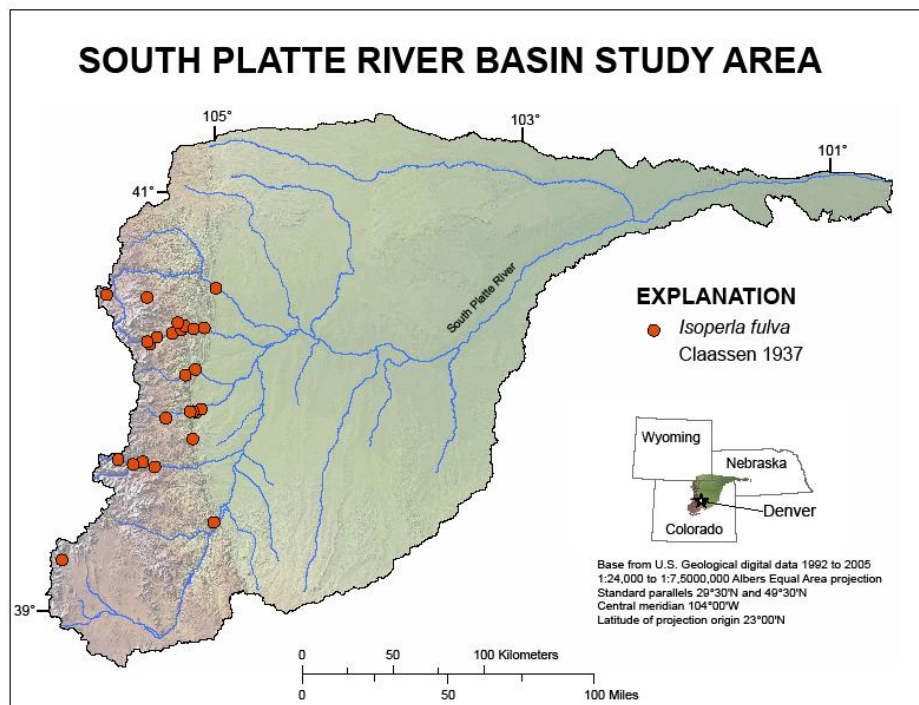 SOUTH PLATTE RIVER BASIN STUDY AREA
105°
103°
101°
41°
South Platte River
EXPLANATION
Isoperla fulva
Claassen 1937
Wyoming
Nebraska
Denver
Colorado
Base from U.S. Geological digital data 1992 to 2005
1:24,000 to 1:7,5000,000 Albers Equal Area projection
Standard parallels 29°30'N and 49°30'N
Central meridian 104°00'W
Latitude of projection origin 23°00'N
39°
0 50 100 Kilometers
0 50 100 Miles